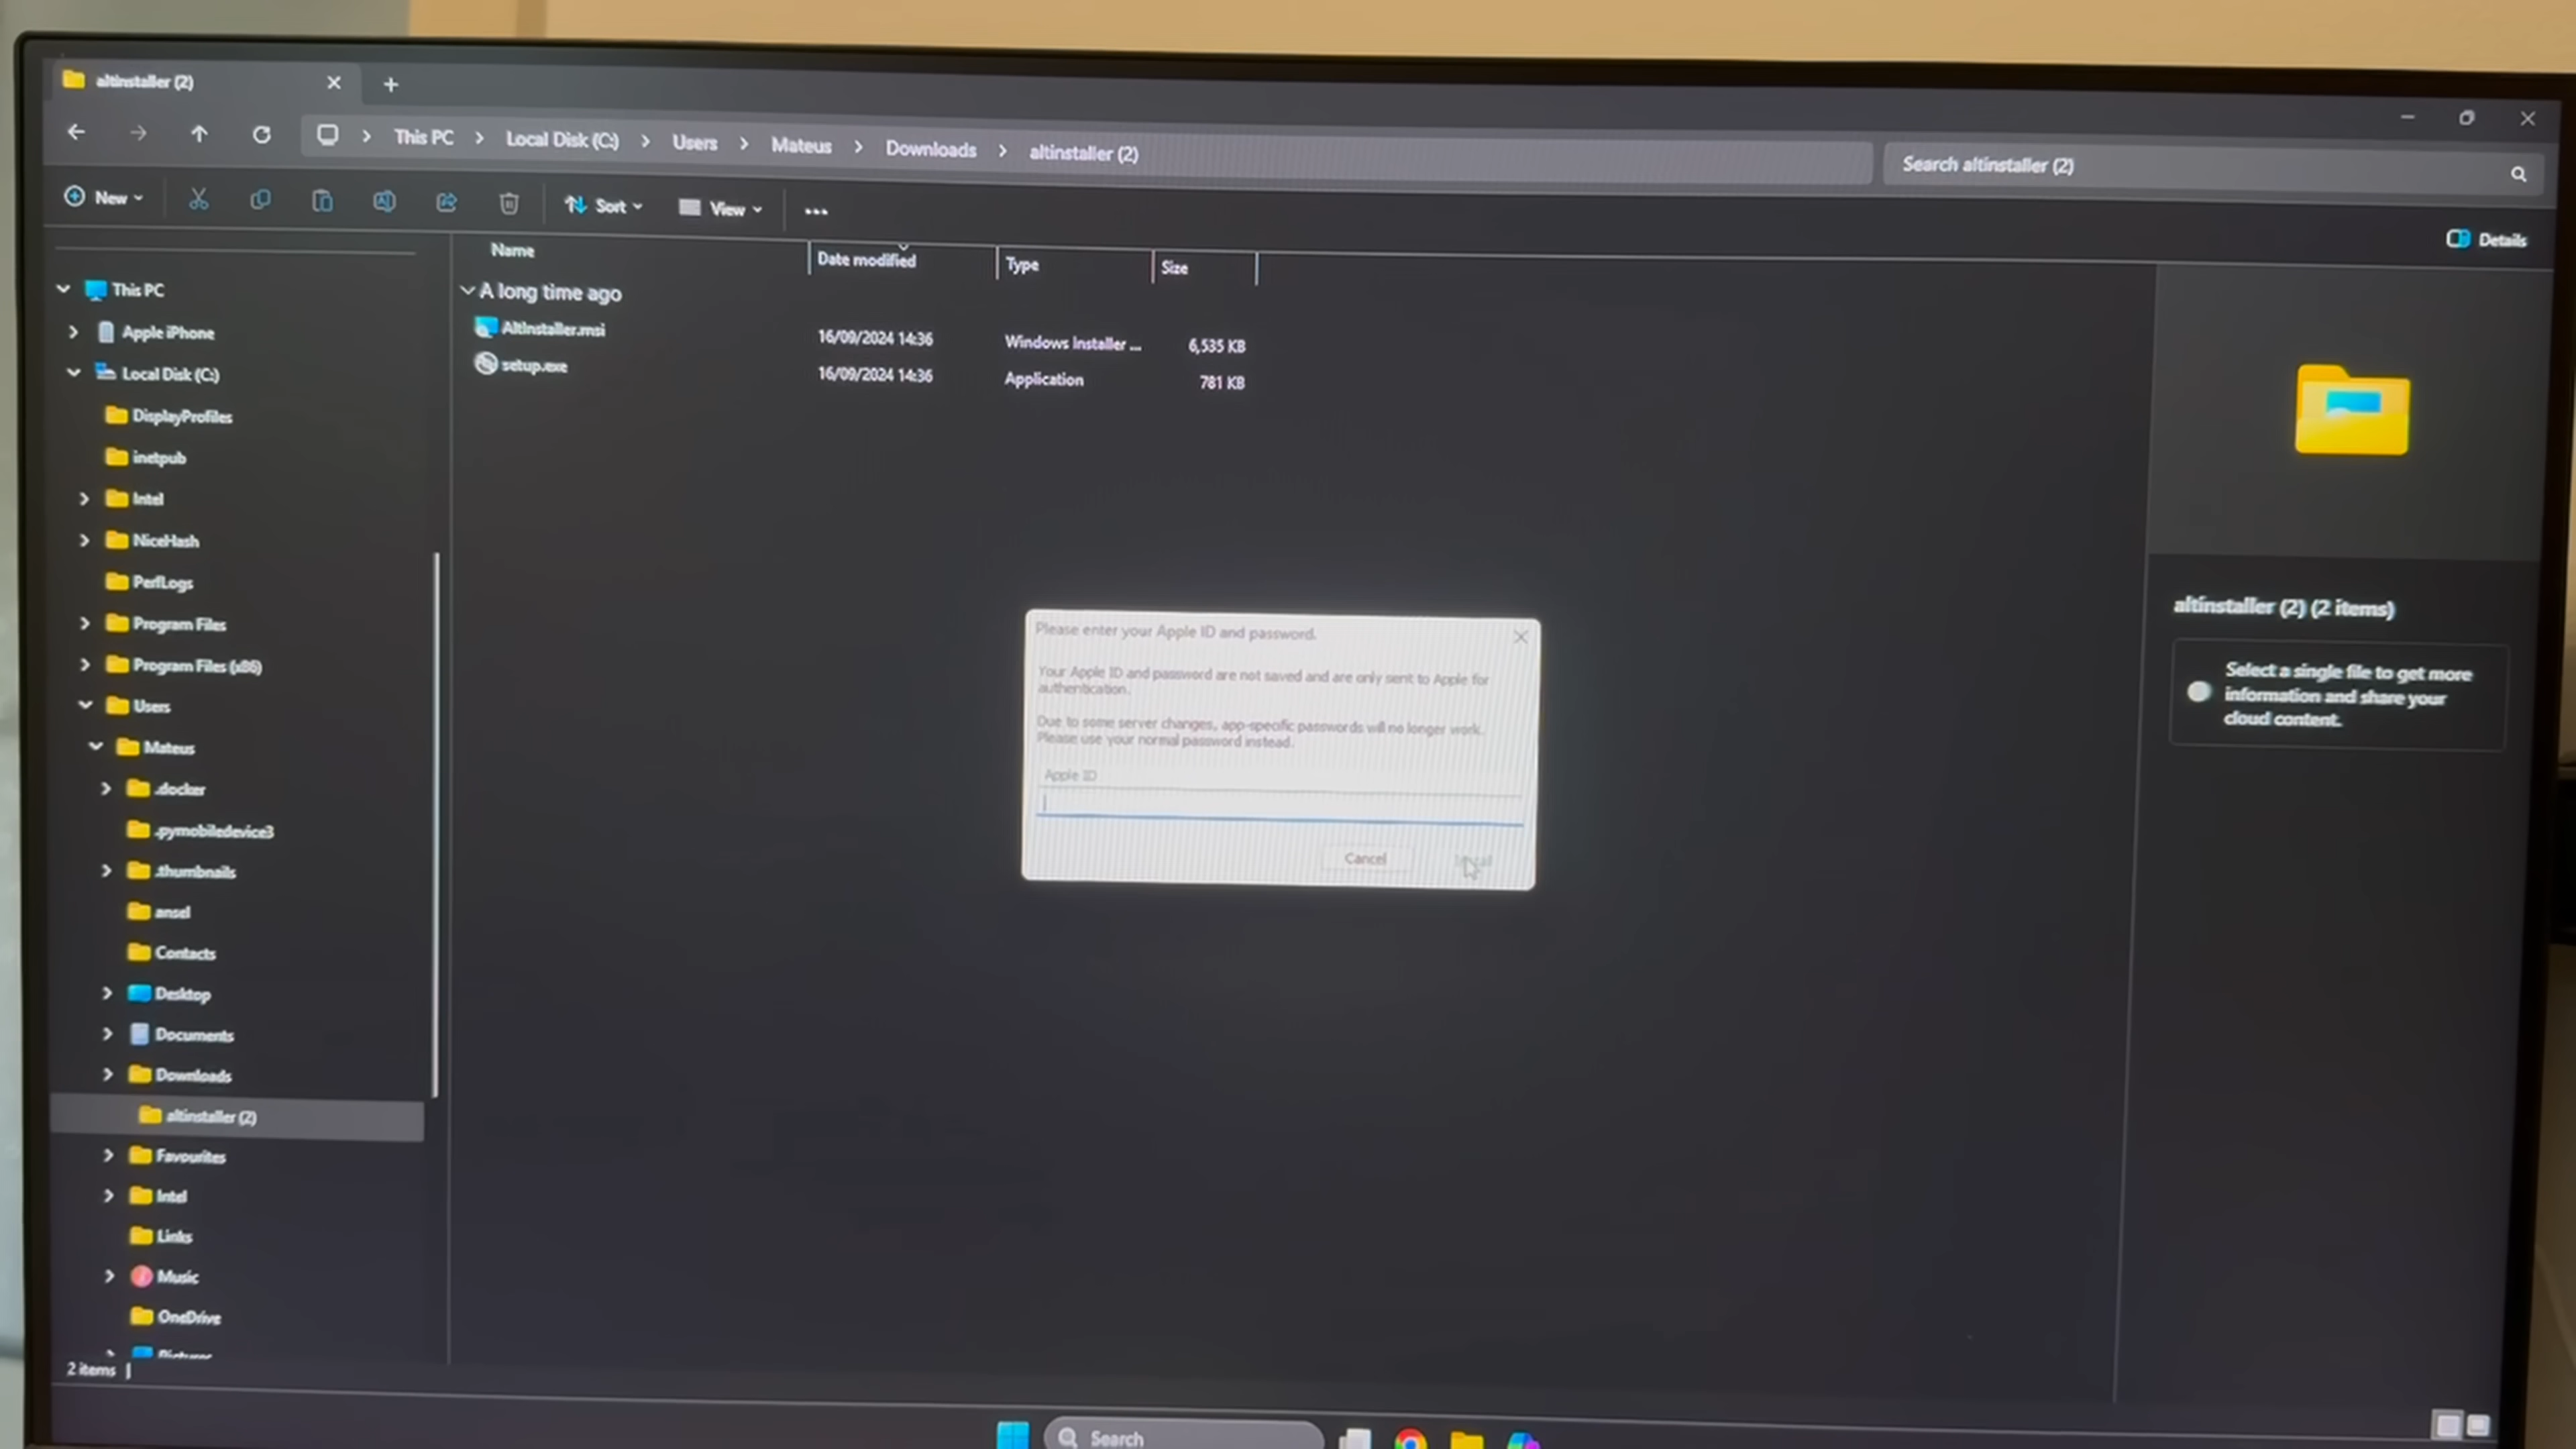 altinstaller (2)
This PC > Local Disk (C:) > Users > Mateus > Downloads > altinstaller (2)
Search altinstaller (2)
New
Sort
View
Details
Name
Date modified
Type
Size
A long time ago
AltInstaller.msi 16/09/2024 14:36 Windows Installer ... 6,535 KB
setup.exe 16/09/2024 14:36 Application 781 KB
This PC
Apple iPhone
Local Disk (C:)
DisplayProfiles
inetpub
Intel
NiceHash
PerfLogs
Program Files
Program Files (x86)
Users
Mateus
.docker
.pymobiledevice3
.thumbnails
ansel
Contacts
Desktop
Documents
Downloads
altinstaller (2)
Favourites
Intel
Links
Music
OneDrive
Pictures
2 items
Please enter your Apple ID and password.
Your Apple ID and password are not saved and are only sent to Apple for
authentication.
Due to some server changes, app-specific passwords will no longer work.
Please use your normal password instead.
Apple ID
Cancel
Install
altinstaller (2) (2 items)
Select a single file to get more
information and share your
cloud content.
Search